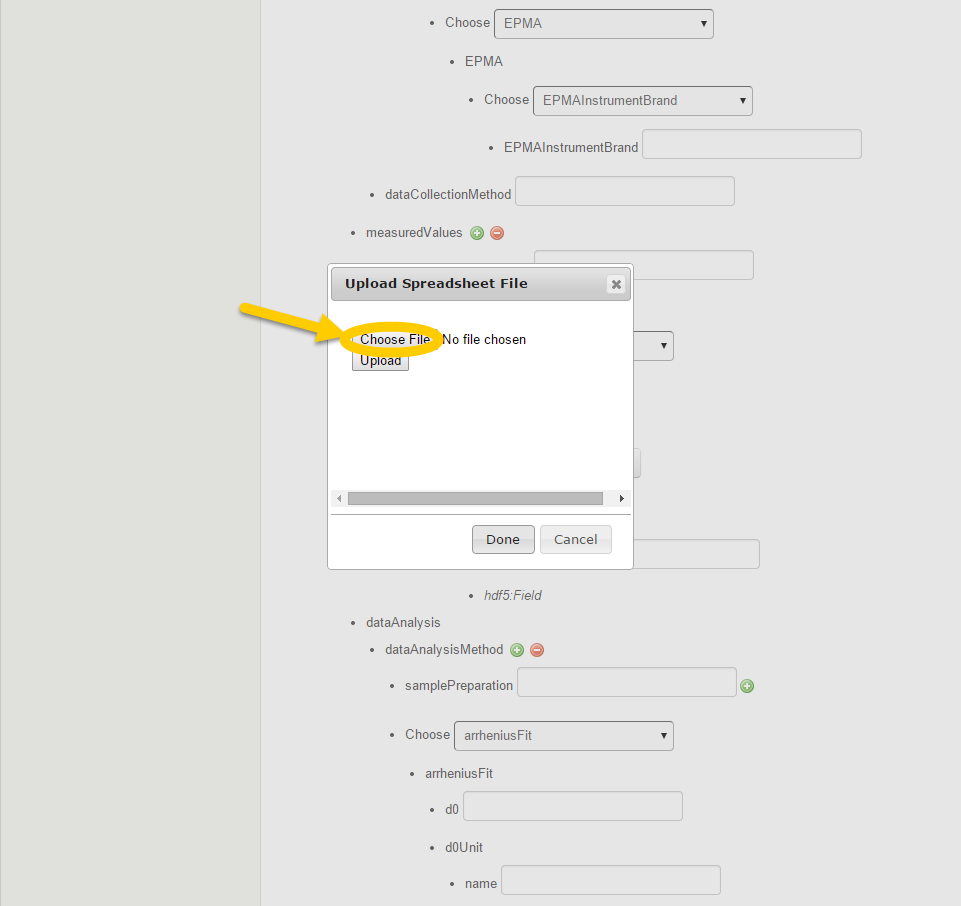 Choose EPMA
EPMA
Choose EPMAInstrumentBrand
EPMAInstrumentBrand
dataCollectionMethod
measuredValues
Upload Spreadsheet File
Choose File No file chosen
Upload
Done Cancel
hdf5:Field
dataAnalysis
dataAnalysisMethod
samplePreparation
Choose arrheniusFit
arrheniusFit
d0
d0Unit
name